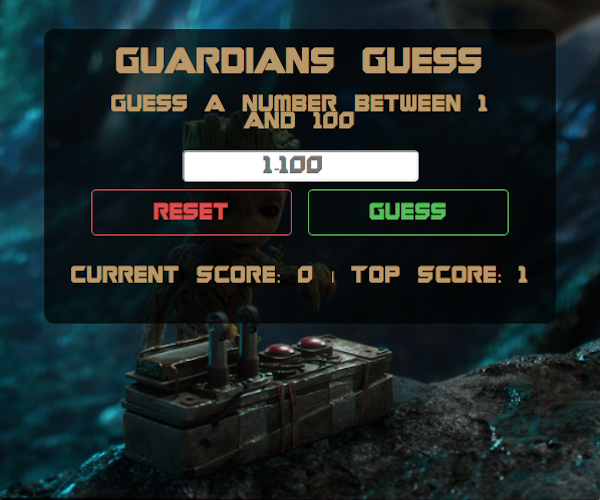 GUARDIANS GUESS
GUESS A NUMBER BETWEEN 1
AND 100
1-100
RESET GUESS
CURRENT SCORE: 0 | TOP SCORE: 1